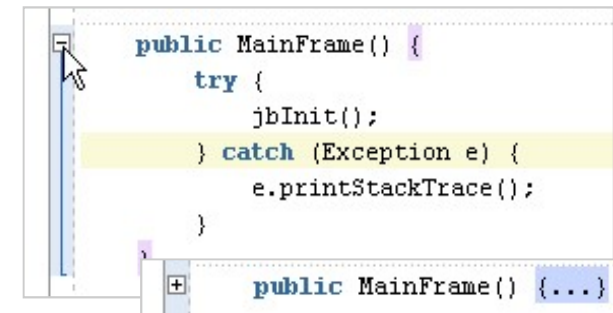 public MainFrame() {
try {
jbInit();
} catch (Exception e) {
e.printStackTrace();
}
}
public MainFrame() {...}